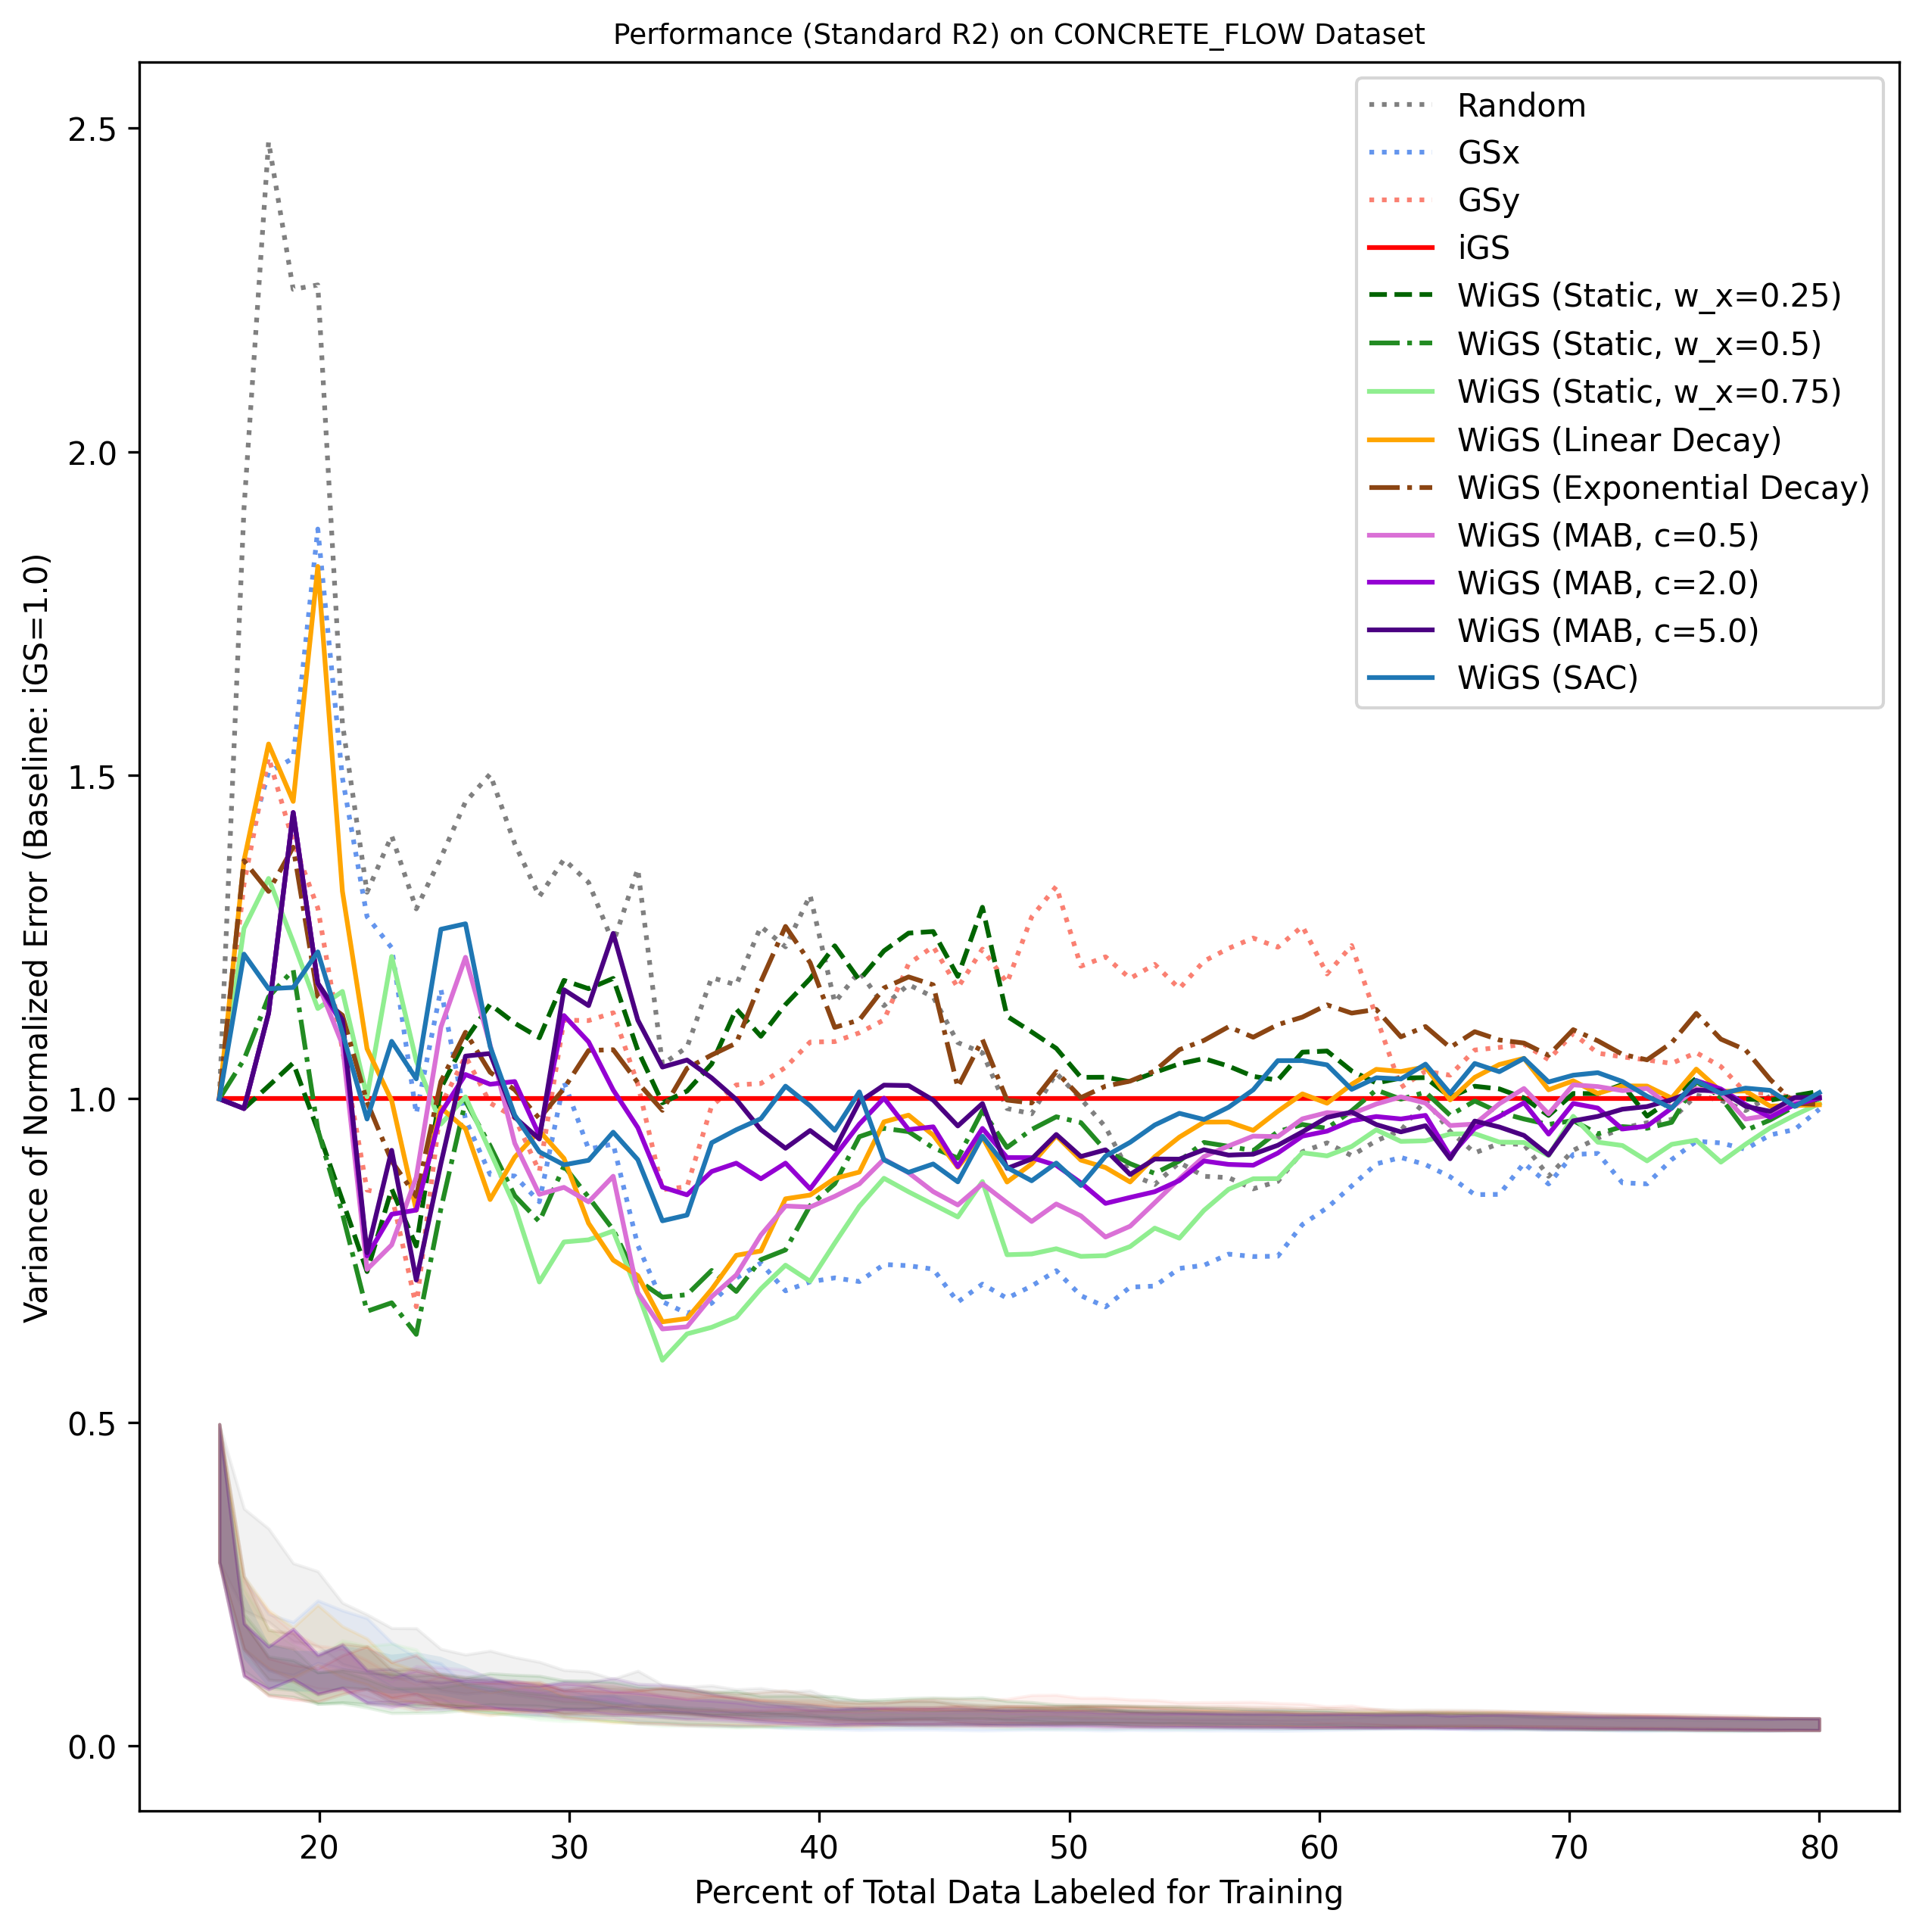 Performance (Standard R2) on CONCRETE_FLOW Dataset
Variance of Normalized Error (Baseline: iGS=1.0)
2.5
2.0
1.5
1.0
0.5
0.0
Random
GSx
GSy
iGS
WiGS (Static, w_x=0.25)
WiGS (Static, w_x=0.5)
WiGS (Static, w_x=0.75)
WiGS (Linear Decay)
WiGS (Exponential Decay)
WiGS (MAB, c=0.5)
WiGS (MAB, c=2.0)
WiGS (MAB, c=5.0)
WiGS (SAC)
20 30 40 50 60 70 80
Percent of Total Data Labeled for Training